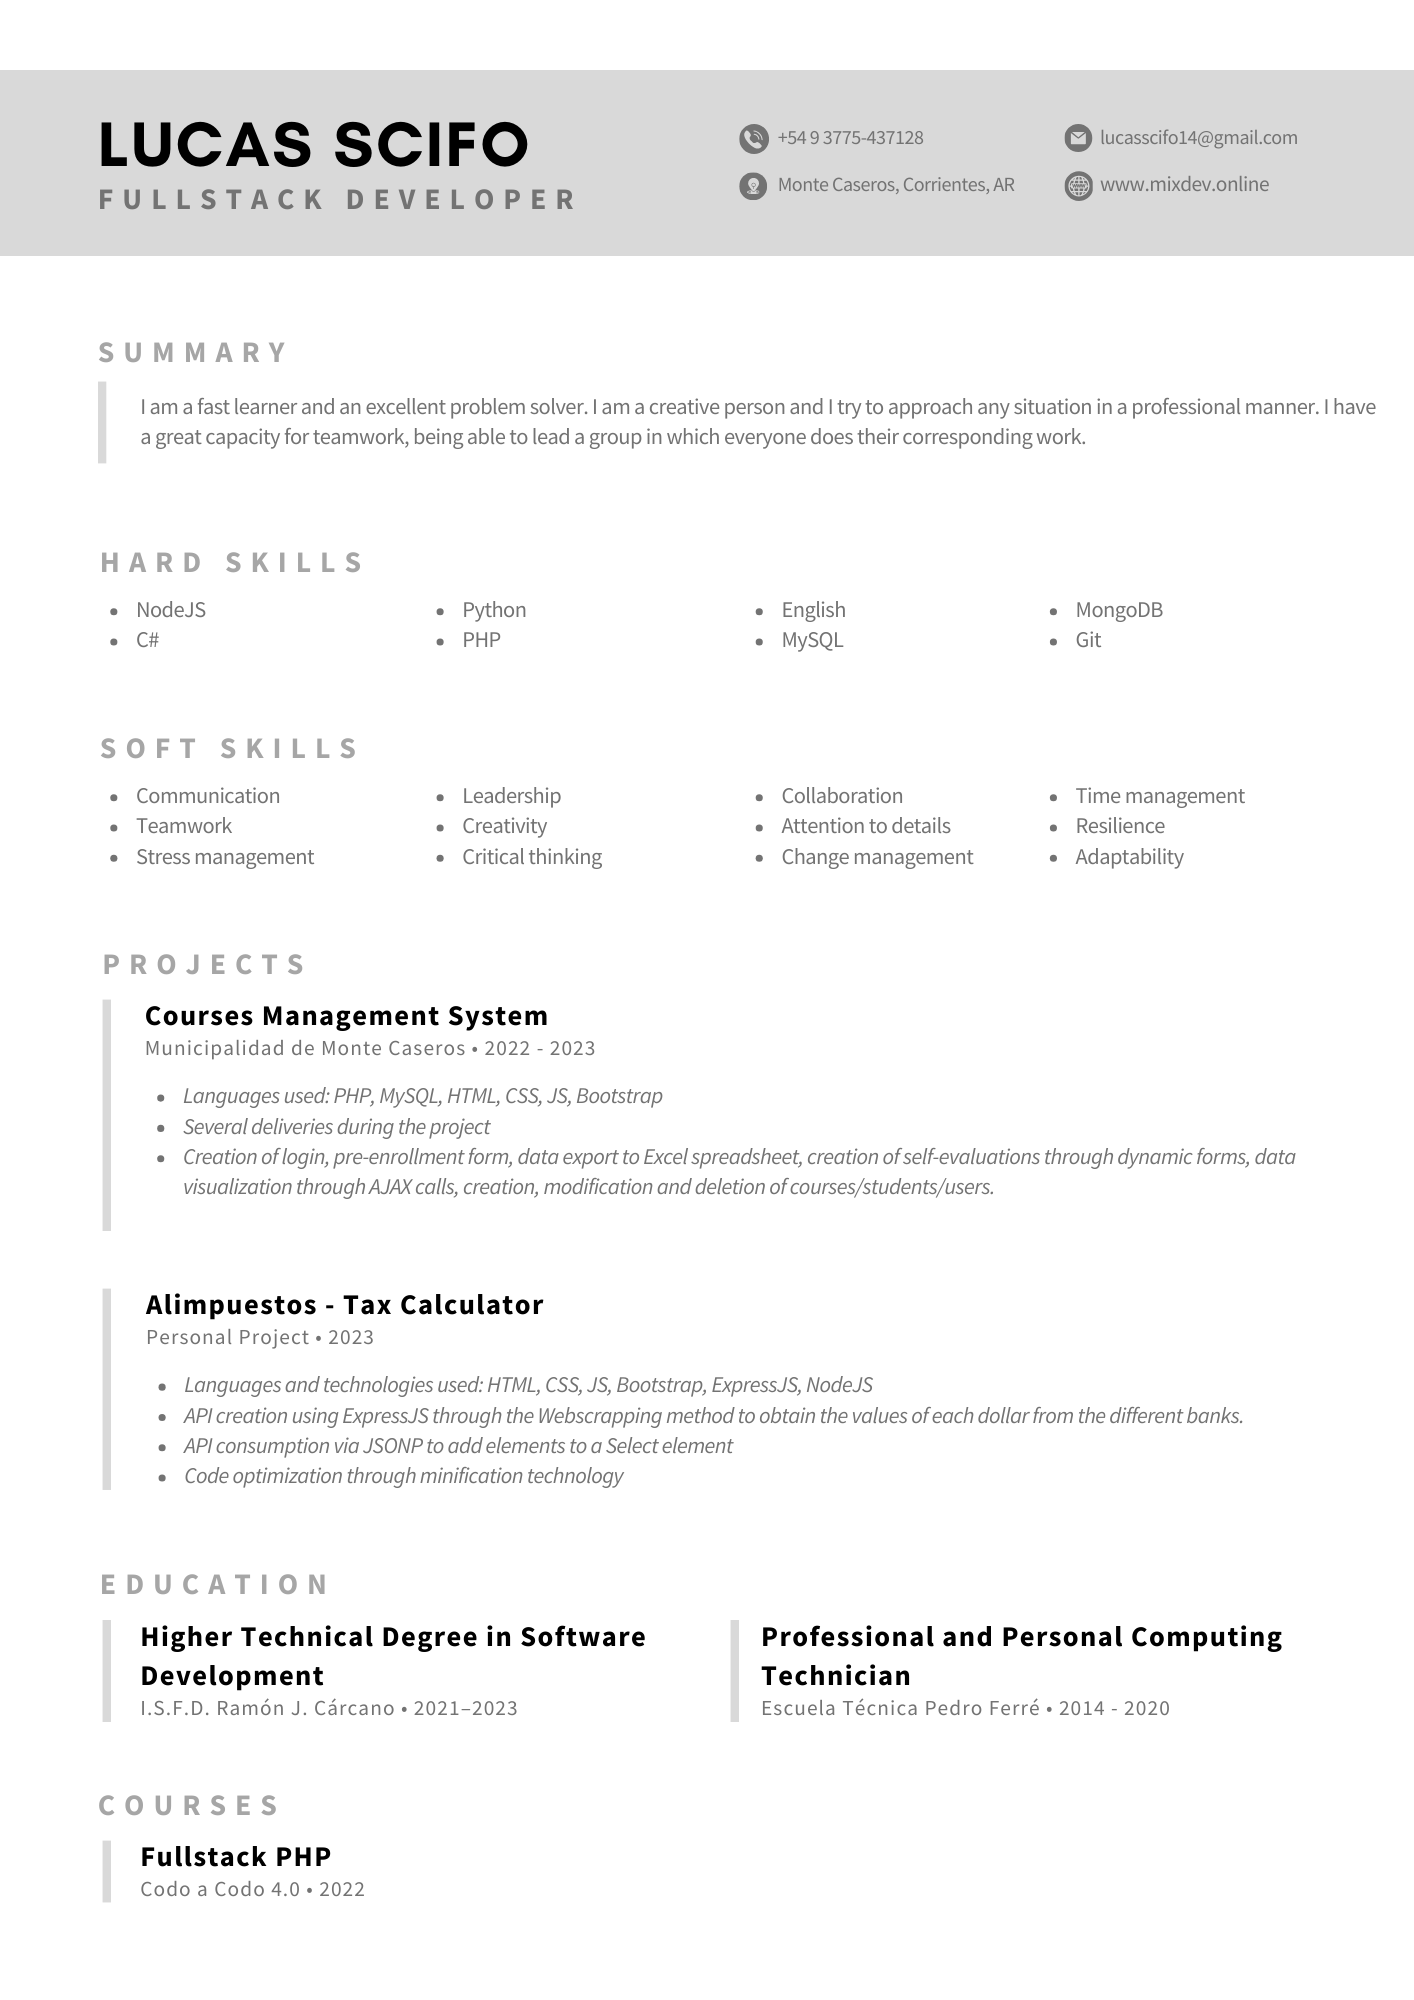 LUCAS SCIFO
FULLSTACK DEVELOPER
+54 9 3775-437128
lucasscifo14@gmail.com
Monte Caseros, Corrientes, AR
www.mixdev.online
SUMMARY
I am a fast learner and an excellent problem solver. I am a creative person and I try to approach any situation in a professional manner. I have
a great capacity for teamwork, being able to lead a group in which everyone does their corresponding work.
HARD SKILLS
• NodeJS
• C#
• Python
• PHP
• English
• MySQL
• MongoDB
• Git
SOFT SKILLS
• Communication
• Teamwork
• Stress management
• Leadership
• Creativity
• Critical thinking
• Collaboration
• Attention to details
• Change management
• Time management
• Resilience
• Adaptability
PROJECTS
Courses Management System
Municipalidad de Monte Caseros • 2022 - 2023
• Languages used: PHP, MySQL, HTML, CSS, JS, Bootstrap
• Several deliveries during the project
• Creation of login, pre-enrollment form, data export to Excel spreadsheet, creation of self-evaluations through dynamic forms, data
visualization through AJAX calls, creation, modification and deletion of courses/students/users.
Alimpuestos - Tax Calculator
Personal Project • 2023
• Languages and technologies used: HTML, CSS, JS, Bootstrap, ExpressJS, NodeJS
• API creation using ExpressJS through the Webscrapping method to obtain the values of each dollar from the different banks.
• API consumption via JSONP to add elements to a Select element
• Code optimization through minification technology
EDUCATION
Higher Technical Degree in Software
Development
I.S.F.D. Ramón J. Cárcano • 2021–2023
Professional and Personal Computing
Technician
Escuela Técnica Pedro Ferré • 2014 - 2020
COURSES
Fullstack PHP
Codo a Codo 4.0 • 2022